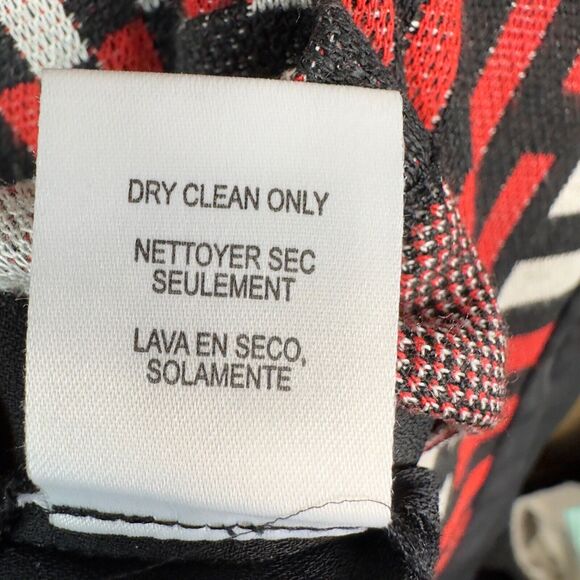 DRY CLEAN ONLY
NETTOYER SEC
SEULEMENT
LAVA EN SECO,
SOLAMENTE